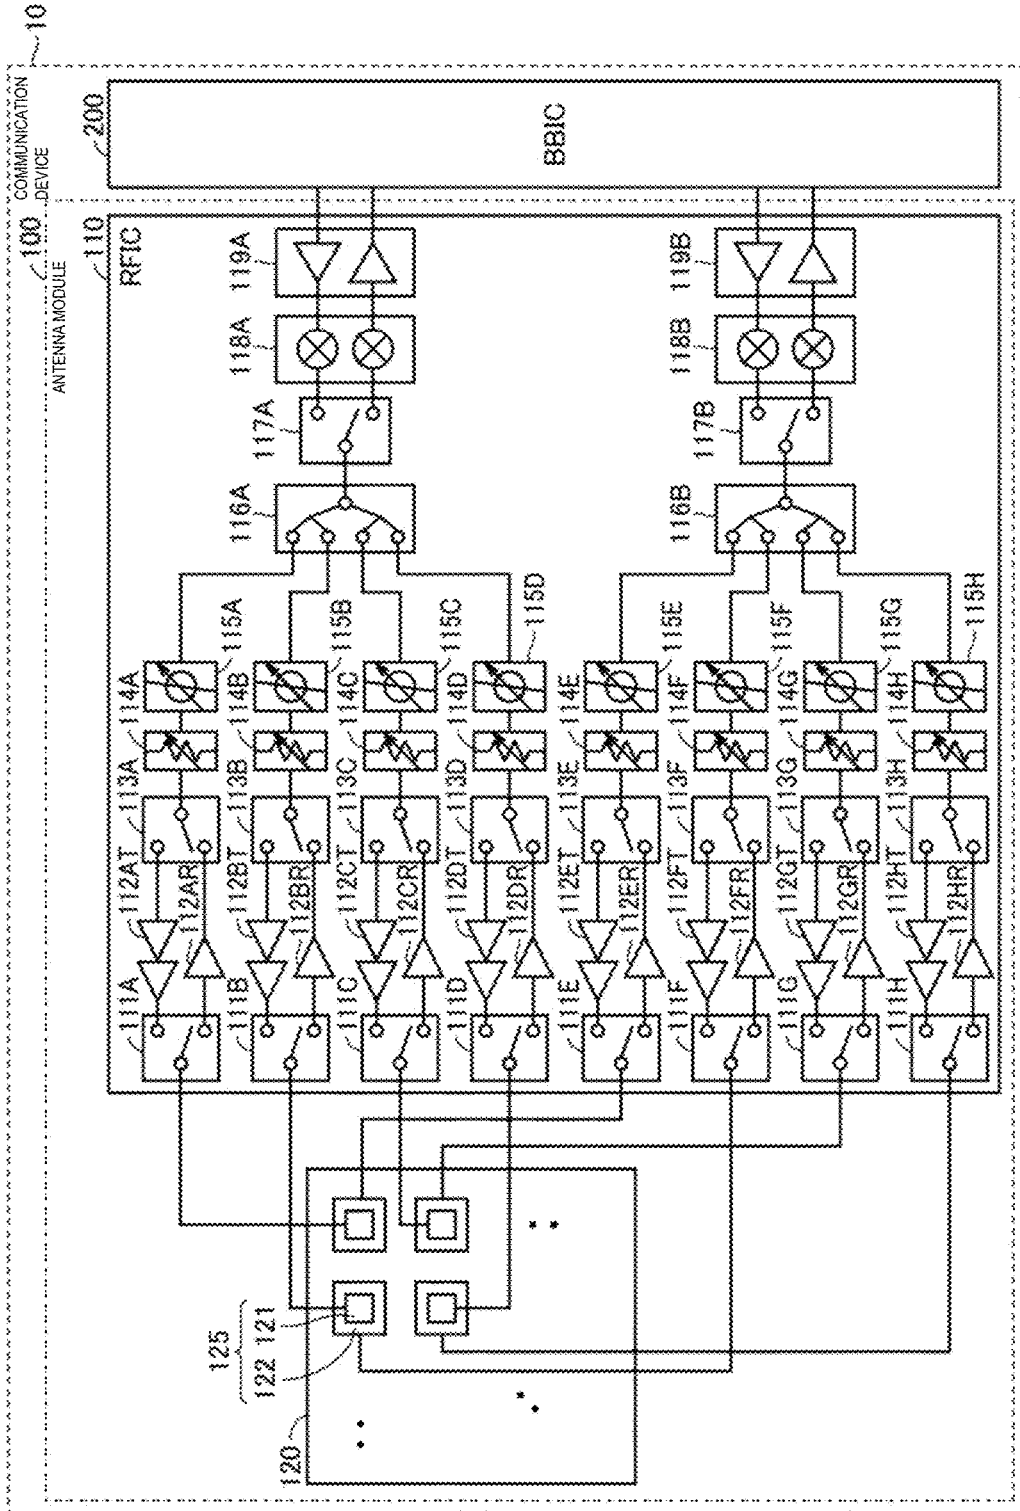 10
COMMUNICATION
DEVICE
100
ANTENNA MODULE
200
BBIC
110
RFIC
119A
119B
118A
118B
117A
117B
116A
116B
115A
115B
115C
115D
115E
115F
115G
115H
114A
114B
114C
114D
114E
114F
114G
114H
113A
113B
113C
113D
113E
113F
113G
113H
112AT
112BT
112CT
112DT
112ET
112FT
112GT
112HT
112AR
112BR
112CR
112DR
112ER
112FR
112GR
112HR
111A
111B
111C
111D
111E
111F
111G
111H
125
122 121
120